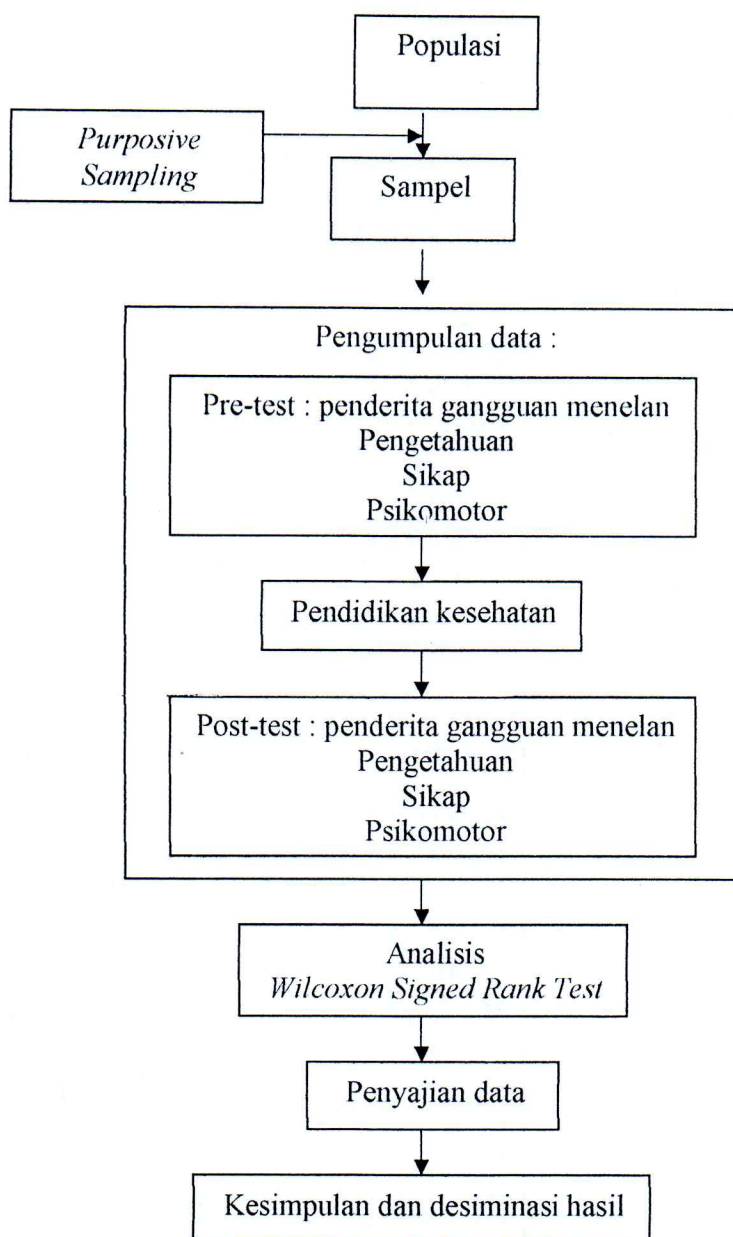 Populasi
Purposive
Sampling
Sampel
Pengumpulan data :
Pre-test : penderita gangguan menelan
Pengetahuan
Sikap
Psikomotor
Pendidikan kesehatan
Post-test : penderita gangguan menelan
Pengetahuan
Sikap
Psikomotor
Analisis
Wilcoxon Signed Rank Test
Penyajian data
Kesimpulan dan desiminasi hasil